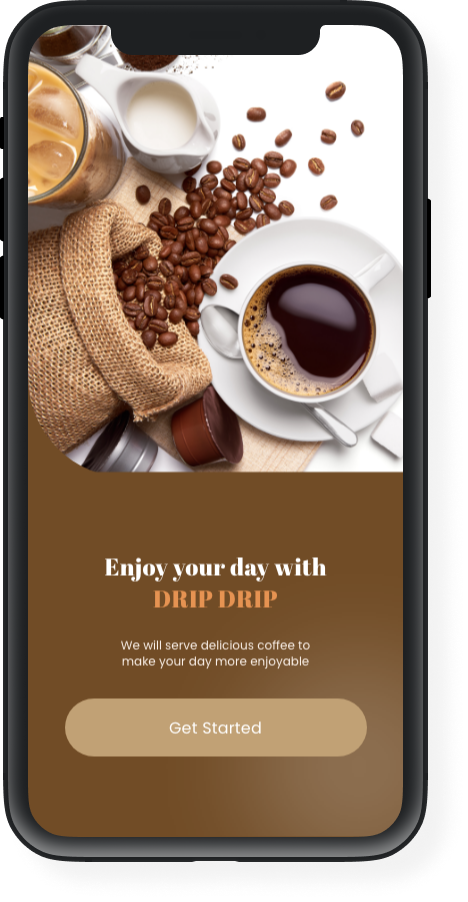 Enjoy your day with
DRIP DRIP
We will serve delicious coffee to
make your day more enjoyable
Get Started